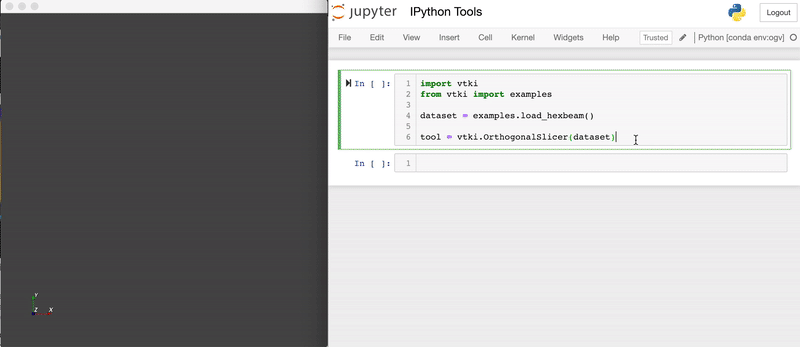 jupyter IPython Tools
Logout
File Edit View Insert Cell Kernel Widgets Help Trusted Python [conda env:ogv]
In [ ]:
1 import vtki
2 from vtki import examples
3
4 dataset = examples.load_hexbeam()
5
6 tool = vtki.OrthogonalSlicer(dataset)
In [ ]: 1
Y
Z X